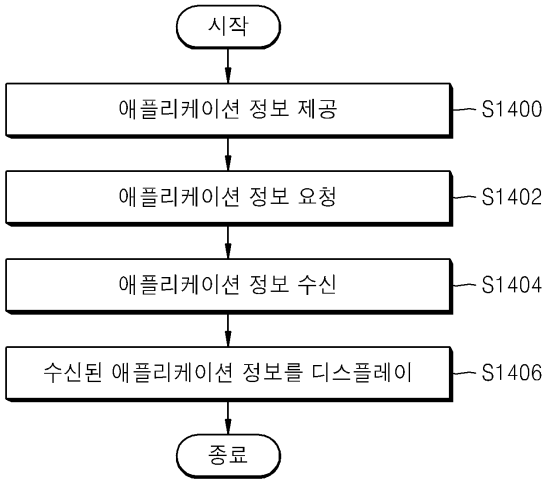 시작
애플리케이션 정보 제공 S1400
애플리케이션 정보 요청 S1402
애플리케이션 정보 수신 S1404
수신된 애플리케이션 정보를 디스플레이 S1406
종료